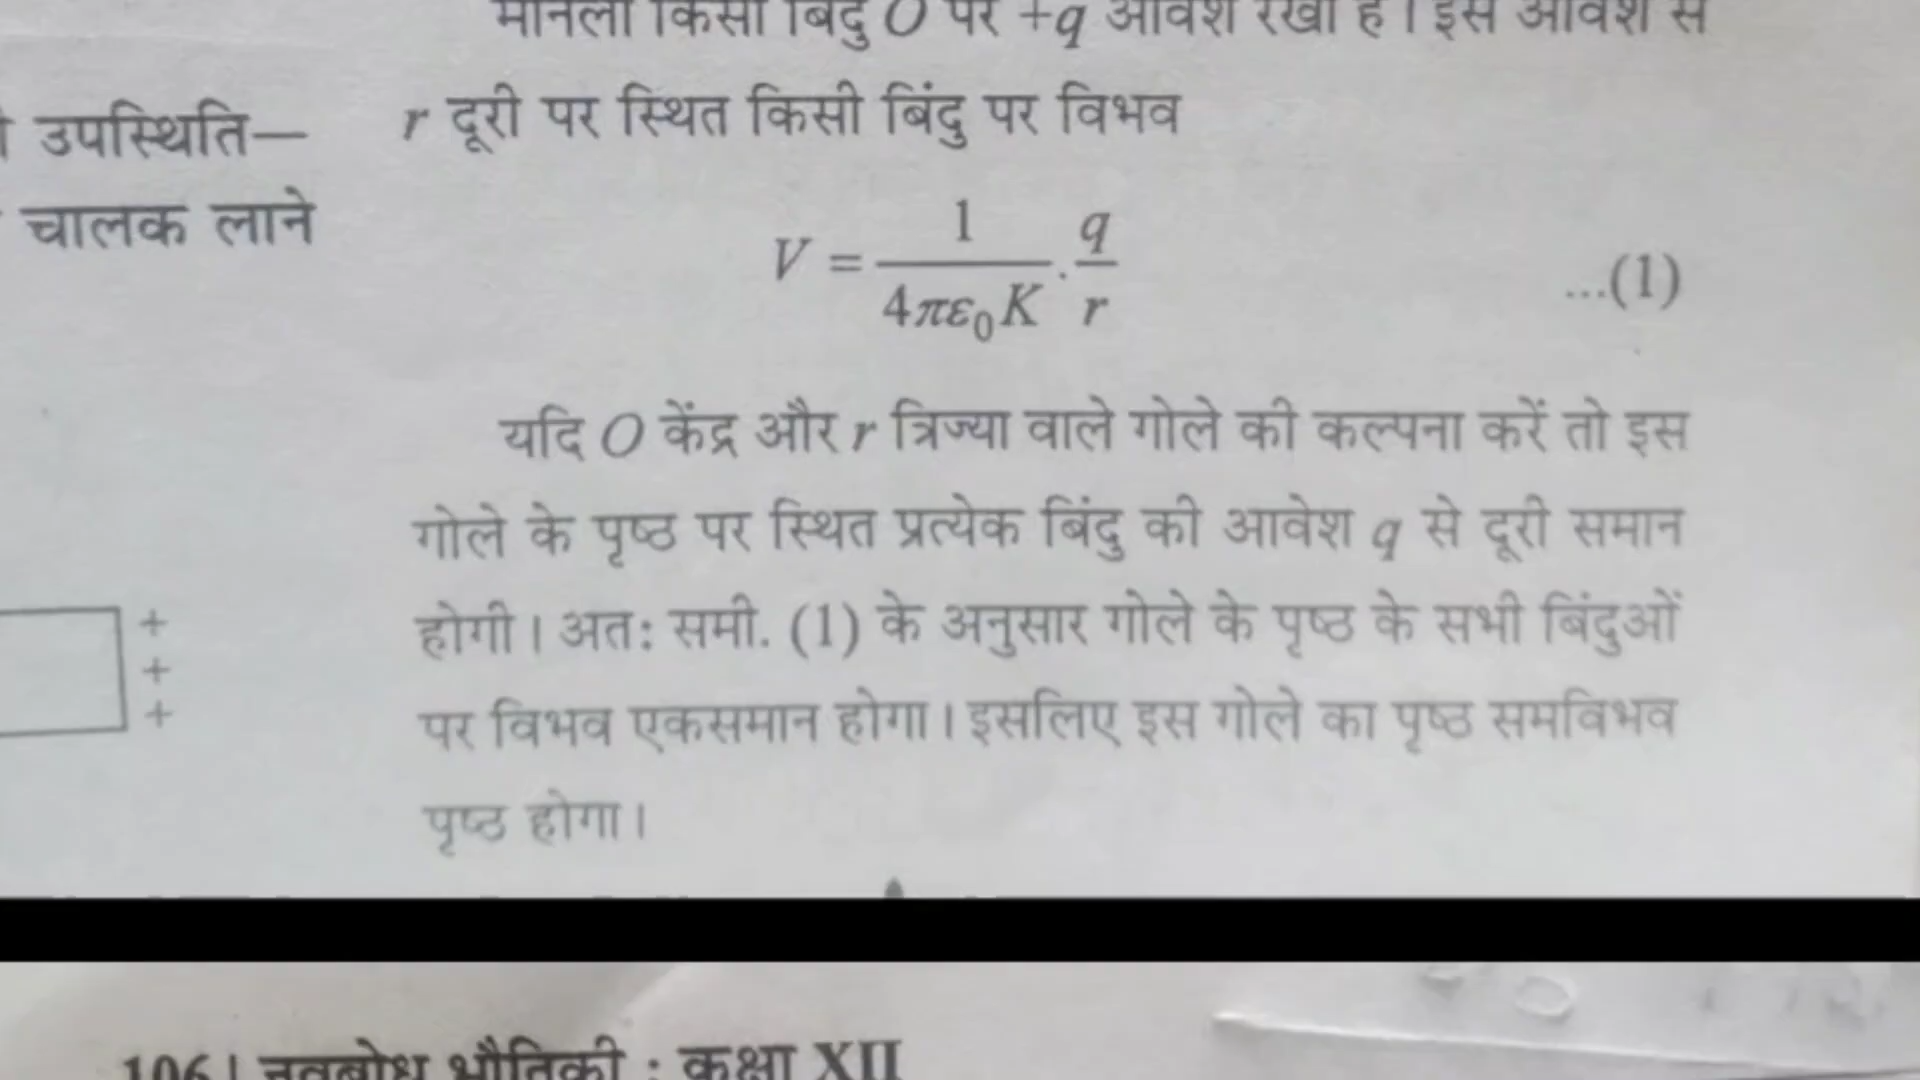 मानलो किसी बिंदु O पर +q आवेश रखा है। इस आवेश से
r दूरी पर स्थित किसी बिंदु पर विभव
V = \frac{1}{4πε₀K} . \frac{q}{r} ...(1)
यदि O केंद्र और r त्रिज्या वाले गोले की कल्पना करें तो इस
गोले के पृष्ठ पर स्थित प्रत्येक बिंदु की आवेश q से दूरी समान
होगी। अतः समी. (1) के अनुसार गोले के पृष्ठ के सभी बिंदुओं
पर विभव एकसमान होगा। इसलिए इस गोले का पृष्ठ समविभव
पृष्ठ होगा।
उपस्थिति—
चालक लाने
+
+
+
106 | नवबोध भौतिकी : कक्षा XII